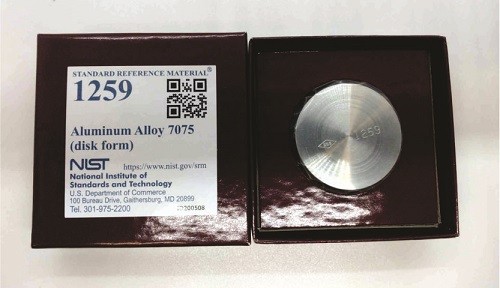 STANDARD REFERENCE MATERIAL®
1259
Aluminum Alloy 7075
(disk form)
NIST https://www.nist.gov/srm
National Institute of
Standards and Technology
U.S. Department of Commerce
100 Bureau Drive, Gaithersburg, MD 20899
Tel. 301-975-2200
1259